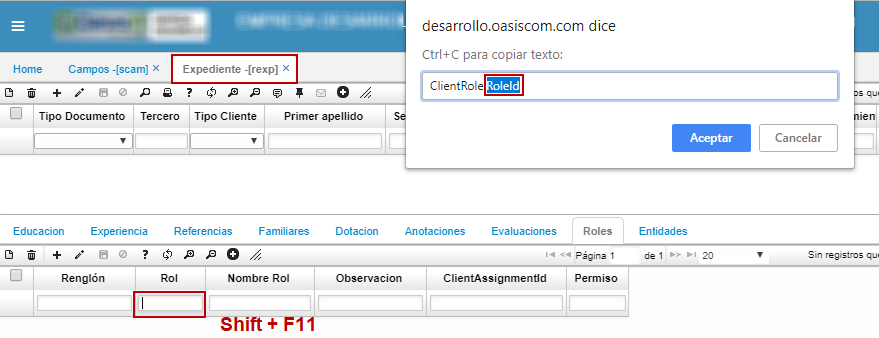 desarrollo.oasiscom.com dice
Ctrl+C para copiar texto:
ClientRole.RoleId
Aceptar Cancelar
Home Campos -[scam] × Expediente -[rexp] ×
Tipo Documento Tercero Tipo Cliente Primer apellido
Educacion Experiencia Referencias Familiares Dotacion Anotaciones Evaluaciones Roles Entidades
Página 1 de 1 20 Sin registros que
Renglón Rol Nombre Rol Observacion ClientAssignmentId Permiso
Shift + F11